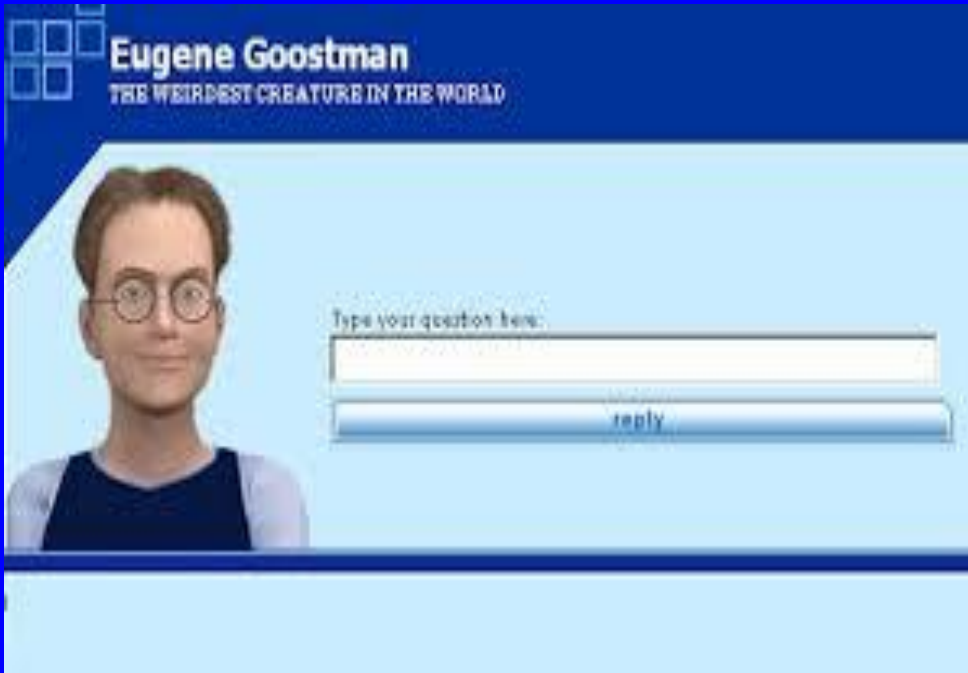 Eugene Goostman
THE WEIRDEST CREATURE IN THE WORLD
Type your question here:
reply